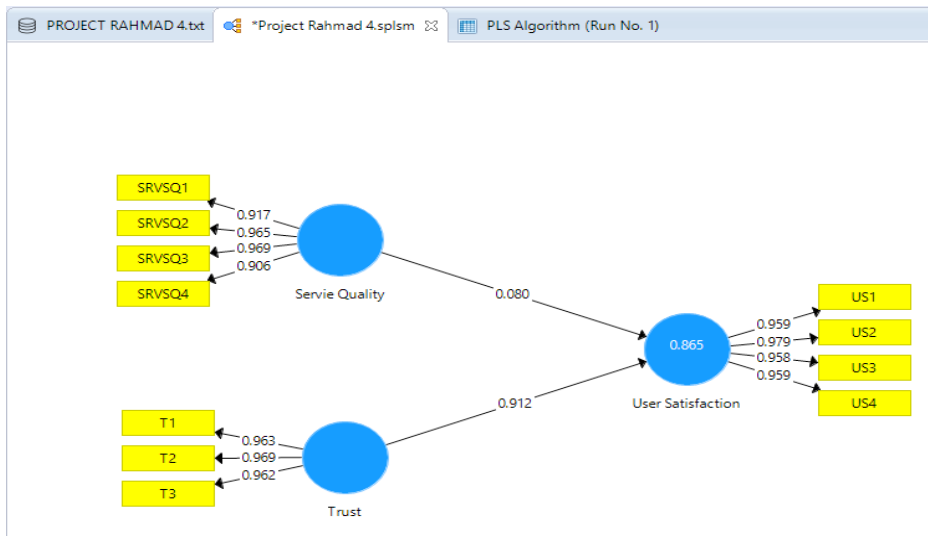 PROJECT RAHMAD 4.txt
*Project Rahmad 4.splsm
PLS Algorithm (Run No. 1)
SRVSQ1
SRVSQ2
SRVSQ3
SRVSQ4
0.917
0.965
0.969
0.906
Servie Quality
0.080
T1
T2
T3
0.963
0.969
0.962
Trust
0.912
0.865
User Satisfaction
0.959
0.979
0.958
0.959
US1
US2
US3
US4